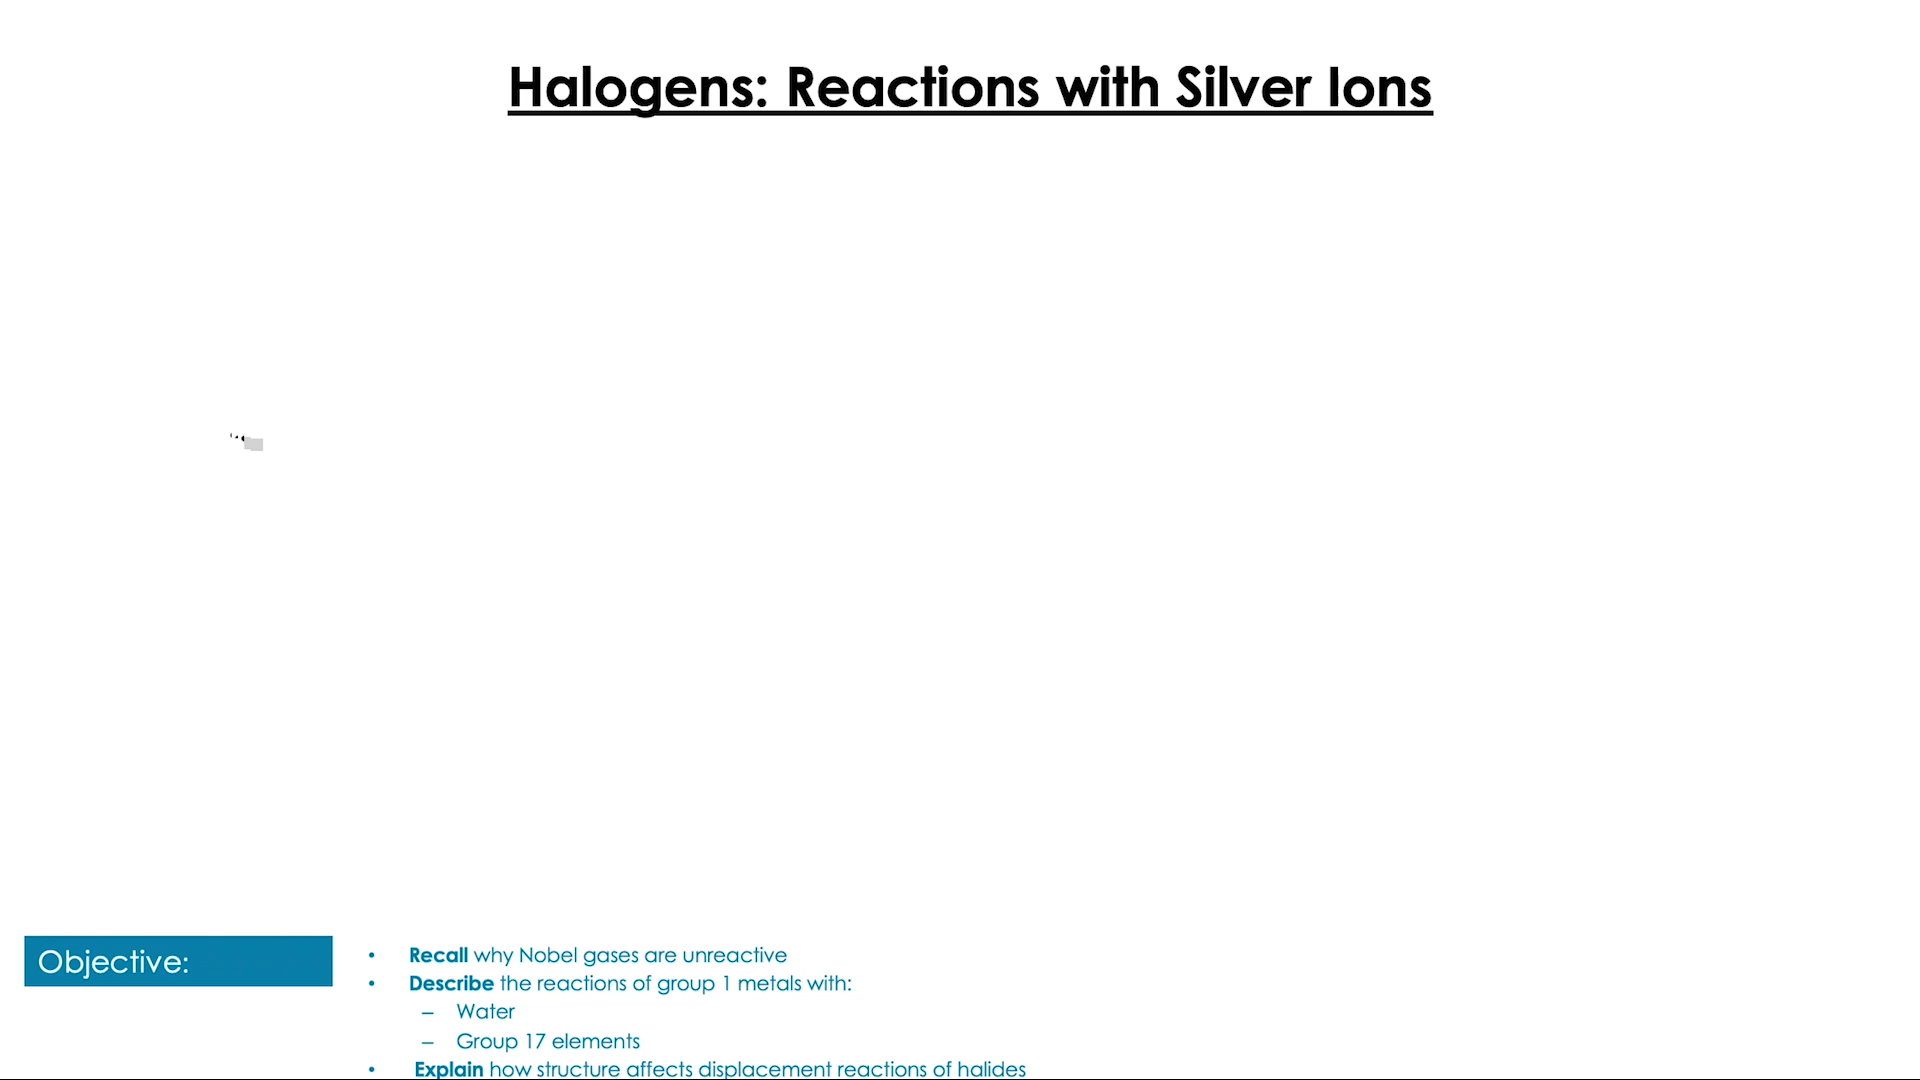 Halogens: Reactions with Silver Ions
Objective:
• Recall why Nobel gases are unreactive
• Describe the reactions of group 1 metals with:
– Water
– Group 17 elements
• Explain how structure affects displacement reactions of halides